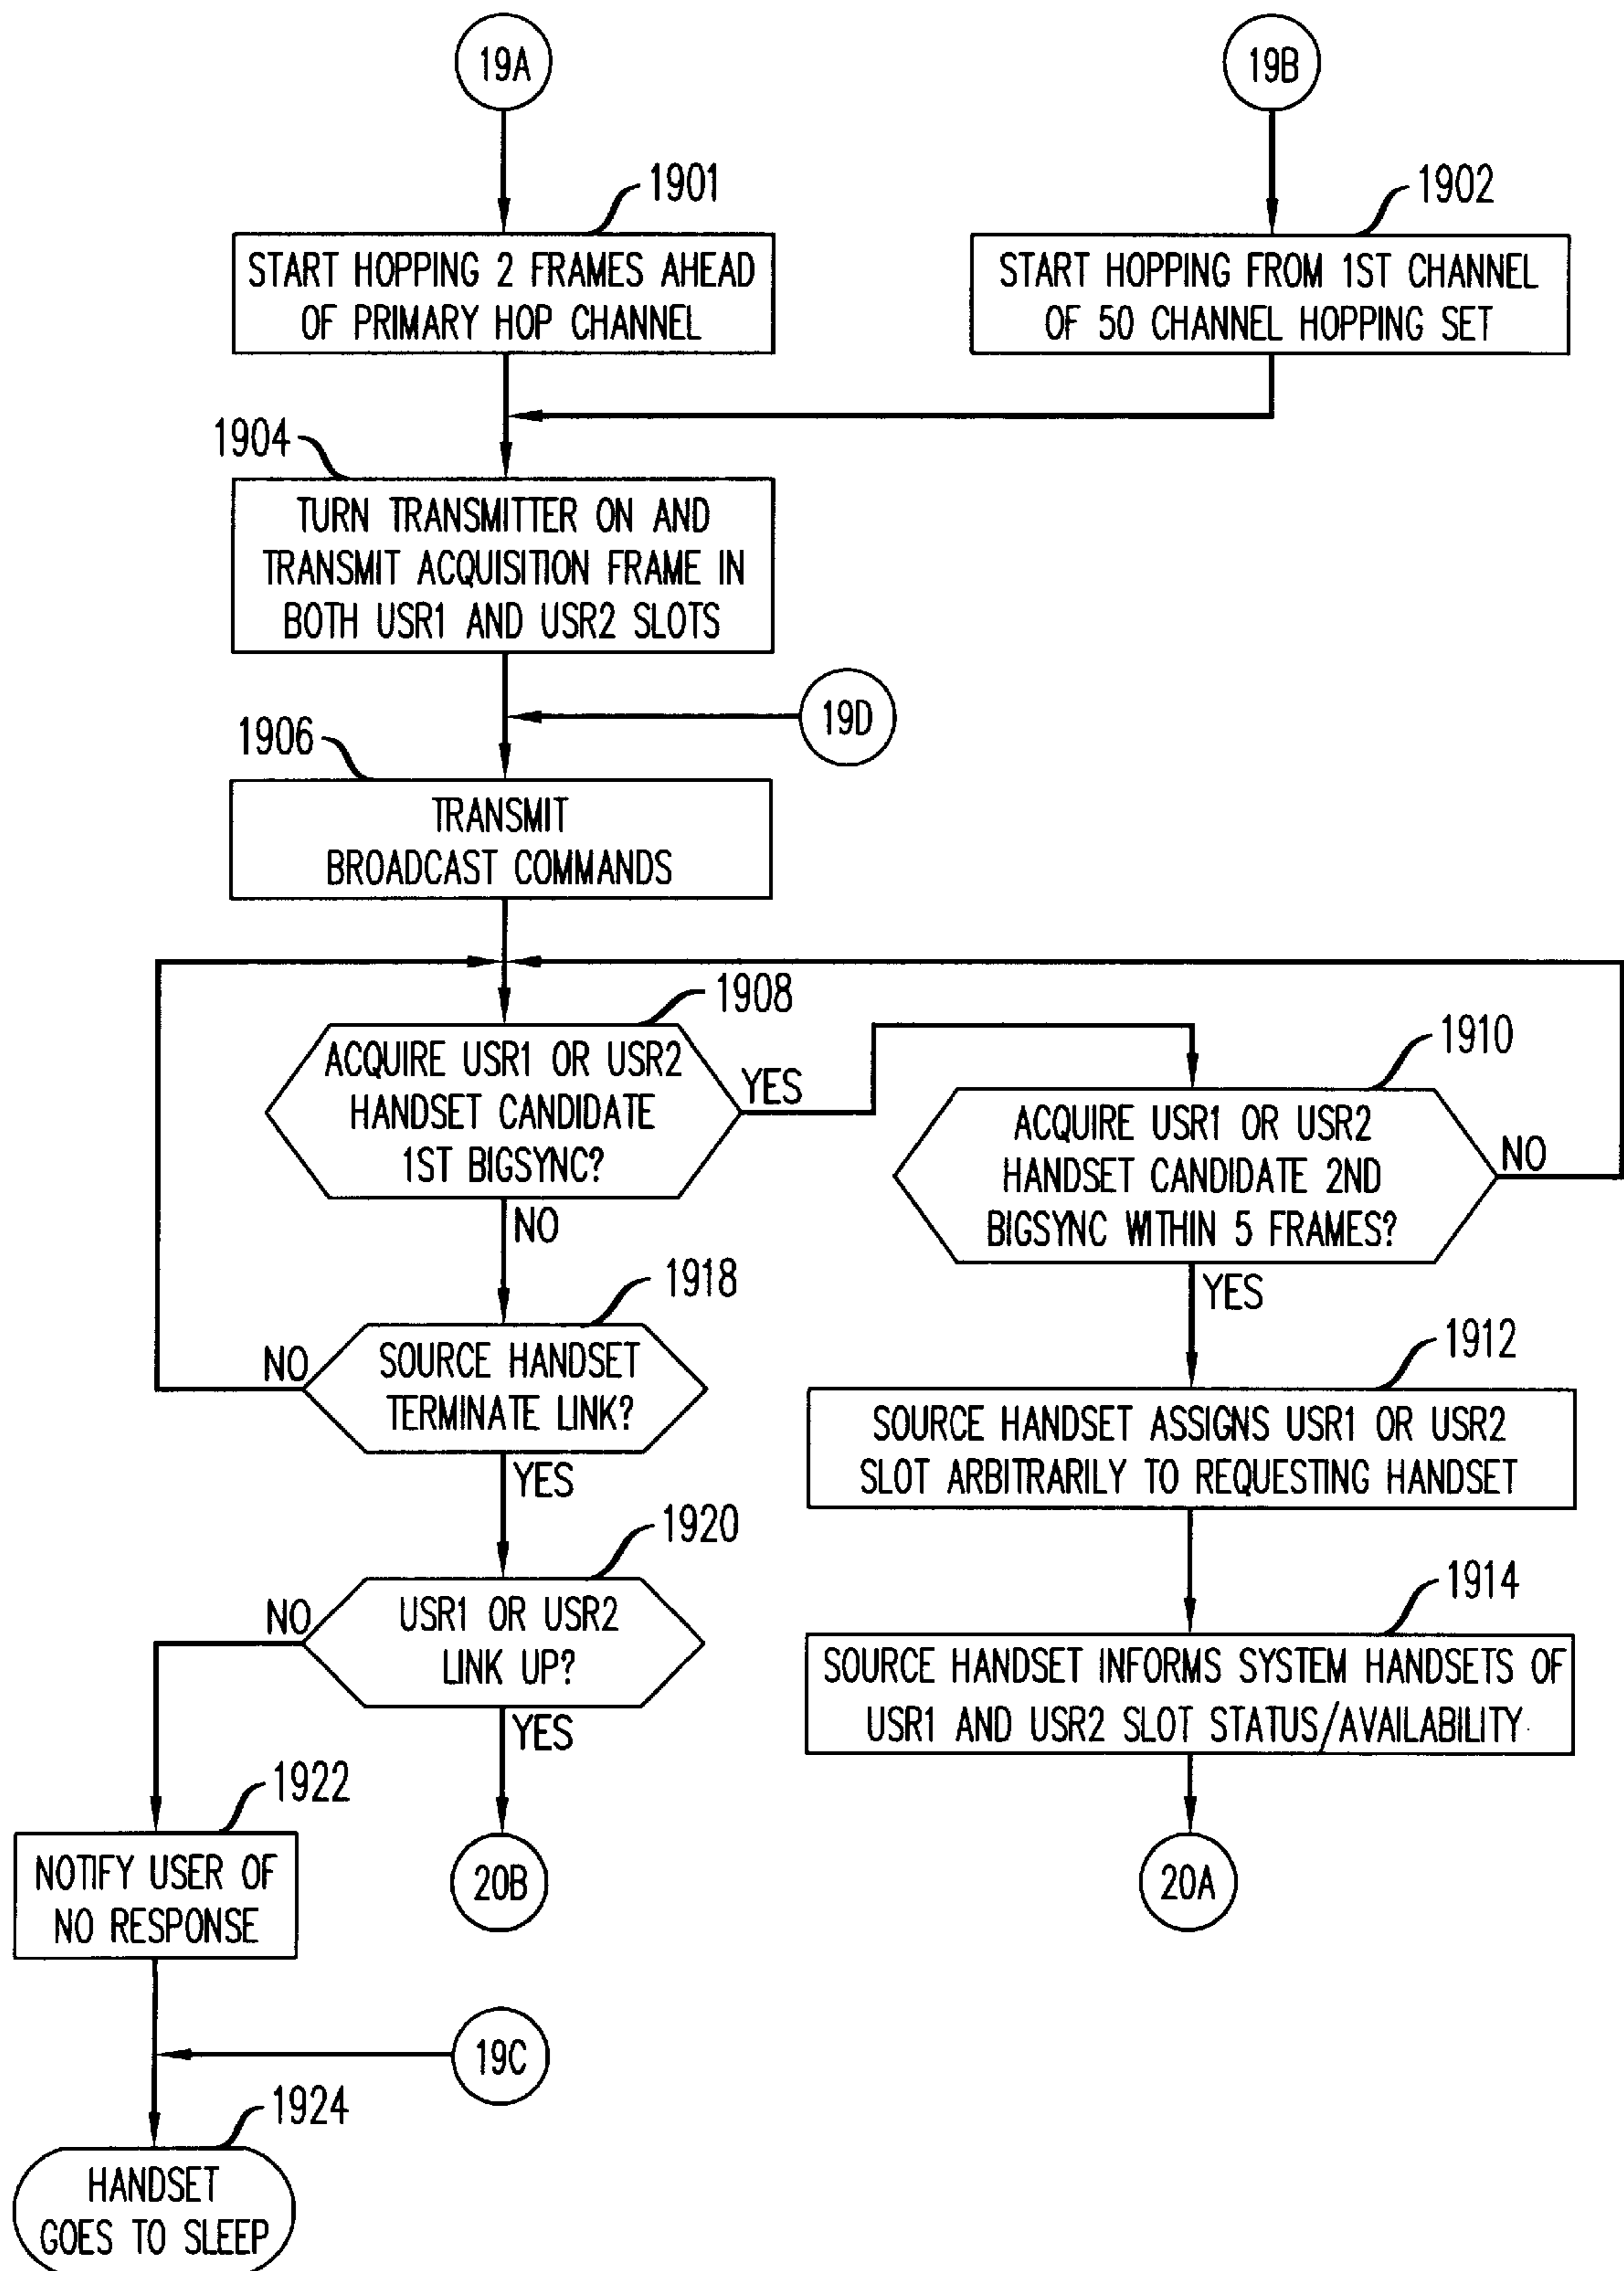 19A
19B
1901
1902
START HOPPING 2 FRAMES AHEAD
OF PRIMARY HOP CHANNEL
START HOPPING FROM 1ST CHANNEL
OF 50 CHANNEL HOPPING SET
1904
TURN TRANSMITTER ON AND
TRANSMIT ACQUISITION FRAME IN
BOTH USR1 AND USR2 SLOTS
19D
1906
TRANSMIT
BROADCAST COMMANDS
1908
ACQUIRE USR1 OR USR2
HANDSET CANDIDATE
1ST BIGSYNC?
YES
NO
1910
ACQUIRE USR1 OR USR2
HANDSET CANDIDATE 2ND
BIGSYNC WITHIN 5 FRAMES?
NO
YES
1918
SOURCE HANDSET
TERMINATE LINK?
NO
YES
1912
SOURCE HANDSET ASSIGNS USR1 OR USR2
SLOT ARBITRARILY TO REQUESTING HANDSET
1920
USR1 OR USR2
LINK UP?
NO
YES
1914
SOURCE HANDSET INFORMS SYSTEM HANDSETS OF
USR1 AND USR2 SLOT STATUS/AVAILABILITY
1922
NOTIFY USER OF
NO RESPONSE
20B
20A
19C
1924
HANDSET
GOES TO SLEEP